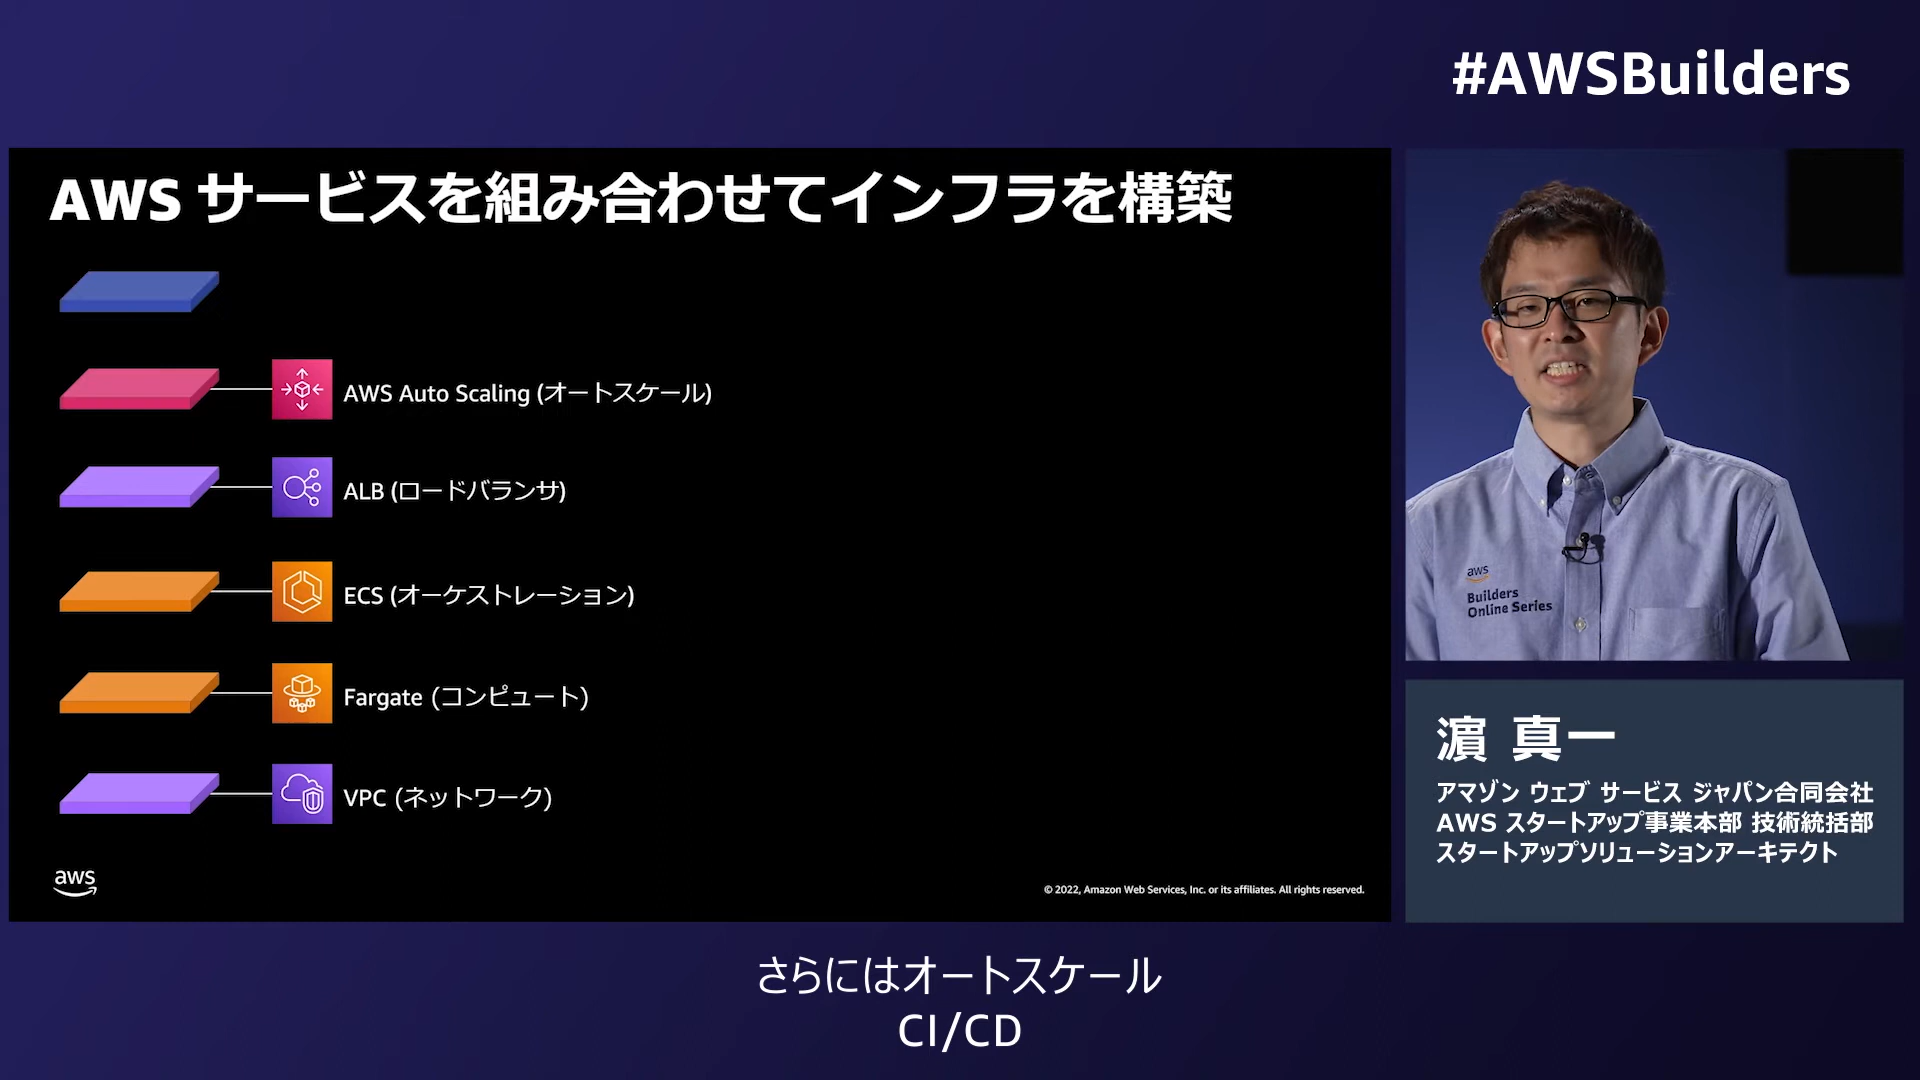 #AWSBuilders
AWS サービスを組み合わせてインフラを構築
AWS Auto Scaling (オートスケール)
ALB (ロードバランサ)
ECS (オーケストレーション)
Fargate (コンピュート)
VPC (ネットワーク)
aws
© 2022, Amazon Web Services, Inc. or its affiliates. All rights reserved.
aws
Builders
Online Series
濵 真一
アマゾン ウェブ サービス ジャパン合同会社
AWS スタートアップ事業本部 技術統括部
スタートアップソリューションアーキテクト
さらにはオートスケール
CI/CD